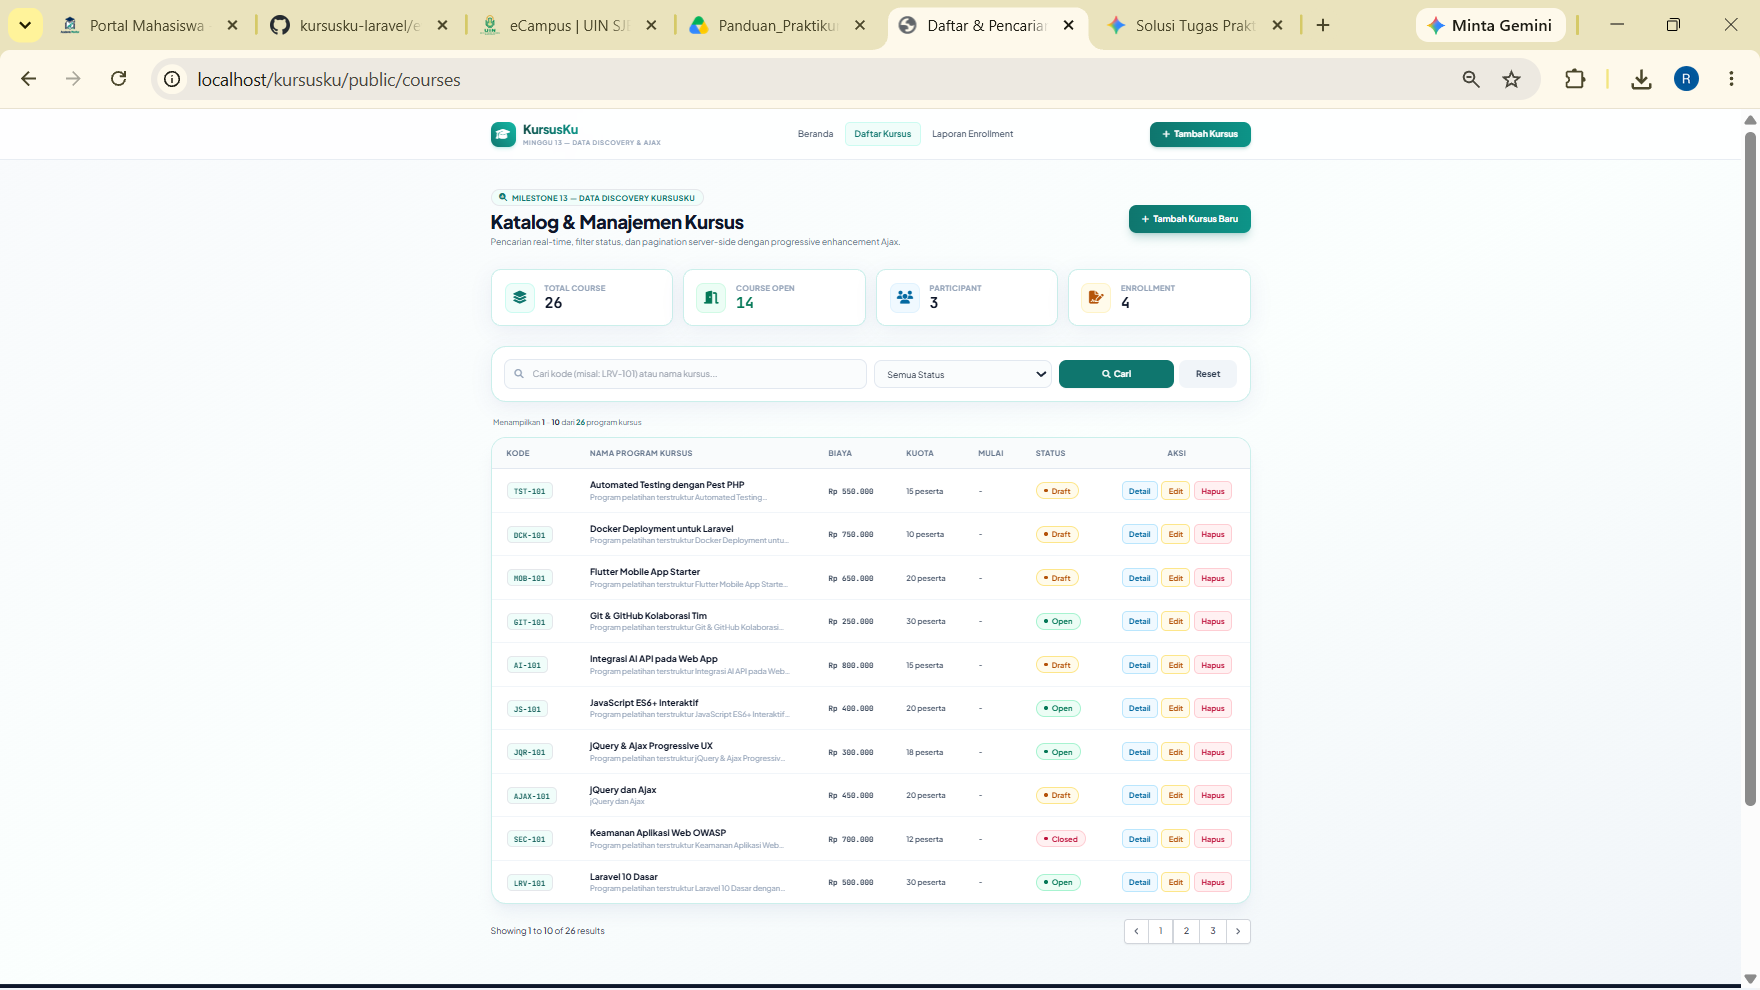 Portal Mahasiswa
kursusku-laravel/e
eCampus | UIN SJ
Panduan_Praktiku
Daftar & Pencarian
Solusi Tugas Prakt
Minta Gemini
localhost/kursusku/public/courses
R
KursusKu
MINGGU 13 — DATA DISCOVERY & AJAX
Beranda
Daftar Kursus
Laporan Enrollment
+ Tambah Kursus
MILESTONE 13 — DATA DISCOVERY KURSUSKU
Katalog & Manajemen Kursus
Pencarian real-time, filter status, dan pagination server-side dengan progressive enhancement Ajax.
+ Tambah Kursus Baru
TOTAL COURSE
26
COURSE OPEN
14
PARTICIPANT
3
ENROLLMENT
4
Cari kode (misal: LRV-101) atau nama kursus...
Semua Status
Cari
Reset
Menampilkan 1 - 10 dari 26 program kursus
KODE NAMA PROGRAM KURSUS BIAYA KUOTA MULAI STATUS AKSI
TST-101 Automated Testing dengan Pest PHP Rp 550.000 15 peserta - Draft Detail Edit Hapus
Program pelatihan terstruktur Automated Testing...
DCK-101 Docker Deployment untuk Laravel Rp 750.000 10 peserta - Draft Detail Edit Hapus
Program pelatihan terstruktur Docker Deployment untu...
MOB-101 Flutter Mobile App Starter Rp 650.000 20 peserta - Draft Detail Edit Hapus
Program pelatihan terstruktur Flutter Mobile App Starte...
GIT-101 Git & GitHub Kolaborasi Tim Rp 250.000 30 peserta - Open Detail Edit Hapus
Program pelatihan terstruktur Git & GitHub Kolaborasi...
AI-101 Integrasi AI API pada Web App Rp 800.000 15 peserta - Draft Detail Edit Hapus
Program pelatihan terstruktur Integrasi AI API pada Web...
JS-101 JavaScript ES6+ Interaktif Rp 400.000 20 peserta - Open Detail Edit Hapus
Program pelatihan terstruktur JavaScript ES6+ Interaktif...
JQR-101 jQuery & Ajax Progressive UX Rp 300.000 18 peserta - Open Detail Edit Hapus
Program pelatihan terstruktur jQuery & Ajax Progressiv...
AJAX-101 jQuery dan Ajax Rp 450.000 20 peserta - Draft Detail Edit Hapus
jQuery dan Ajax
SEC-101 Keamanan Aplikasi Web OWASP Rp 700.000 12 peserta - Closed Detail Edit Hapus
Program pelatihan terstruktur Keamanan Aplikasi Web...
LRV-101 Laravel 10 Dasar Rp 500.000 30 peserta - Open Detail Edit Hapus
Program pelatihan terstruktur Laravel 10 Dasar dengan...
Showing 1 to 10 of 26 results
‹ 1 2 3 ›